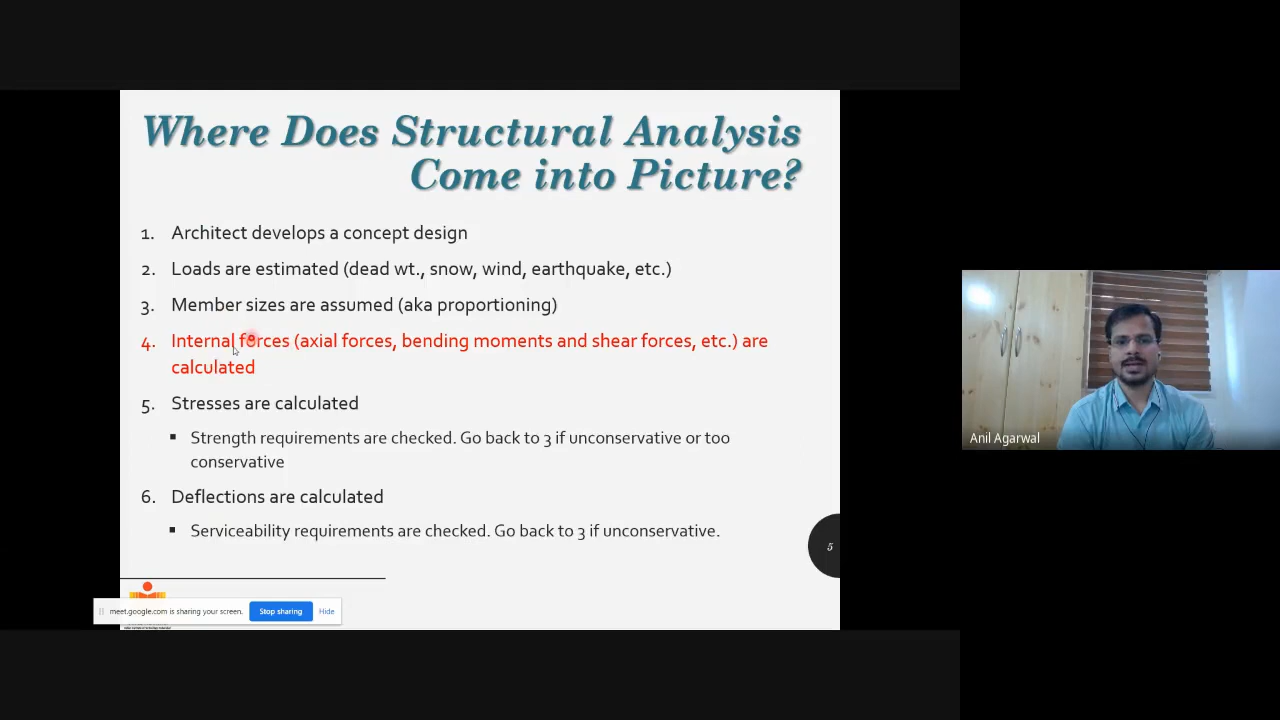 Where Does Structural Analysis
Come into Picture?
1. Architect develops a concept design
2. Loads are estimated (dead wt., snow, wind, earthquake, etc.)
3. Member sizes are assumed (aka proportioning)
4. Internal forces (axial forces, bending moments and shear forces, etc.) are
calculated
5. Stresses are calculated
▪ Strength requirements are checked. Go back to 3 if unconservative or too
conservative
6. Deflections are calculated
▪ Serviceability requirements are checked. Go back to 3 if unconservative.
5
meet.google.com is sharing your screen.
Stop sharing
Hide
Anil Agarwal